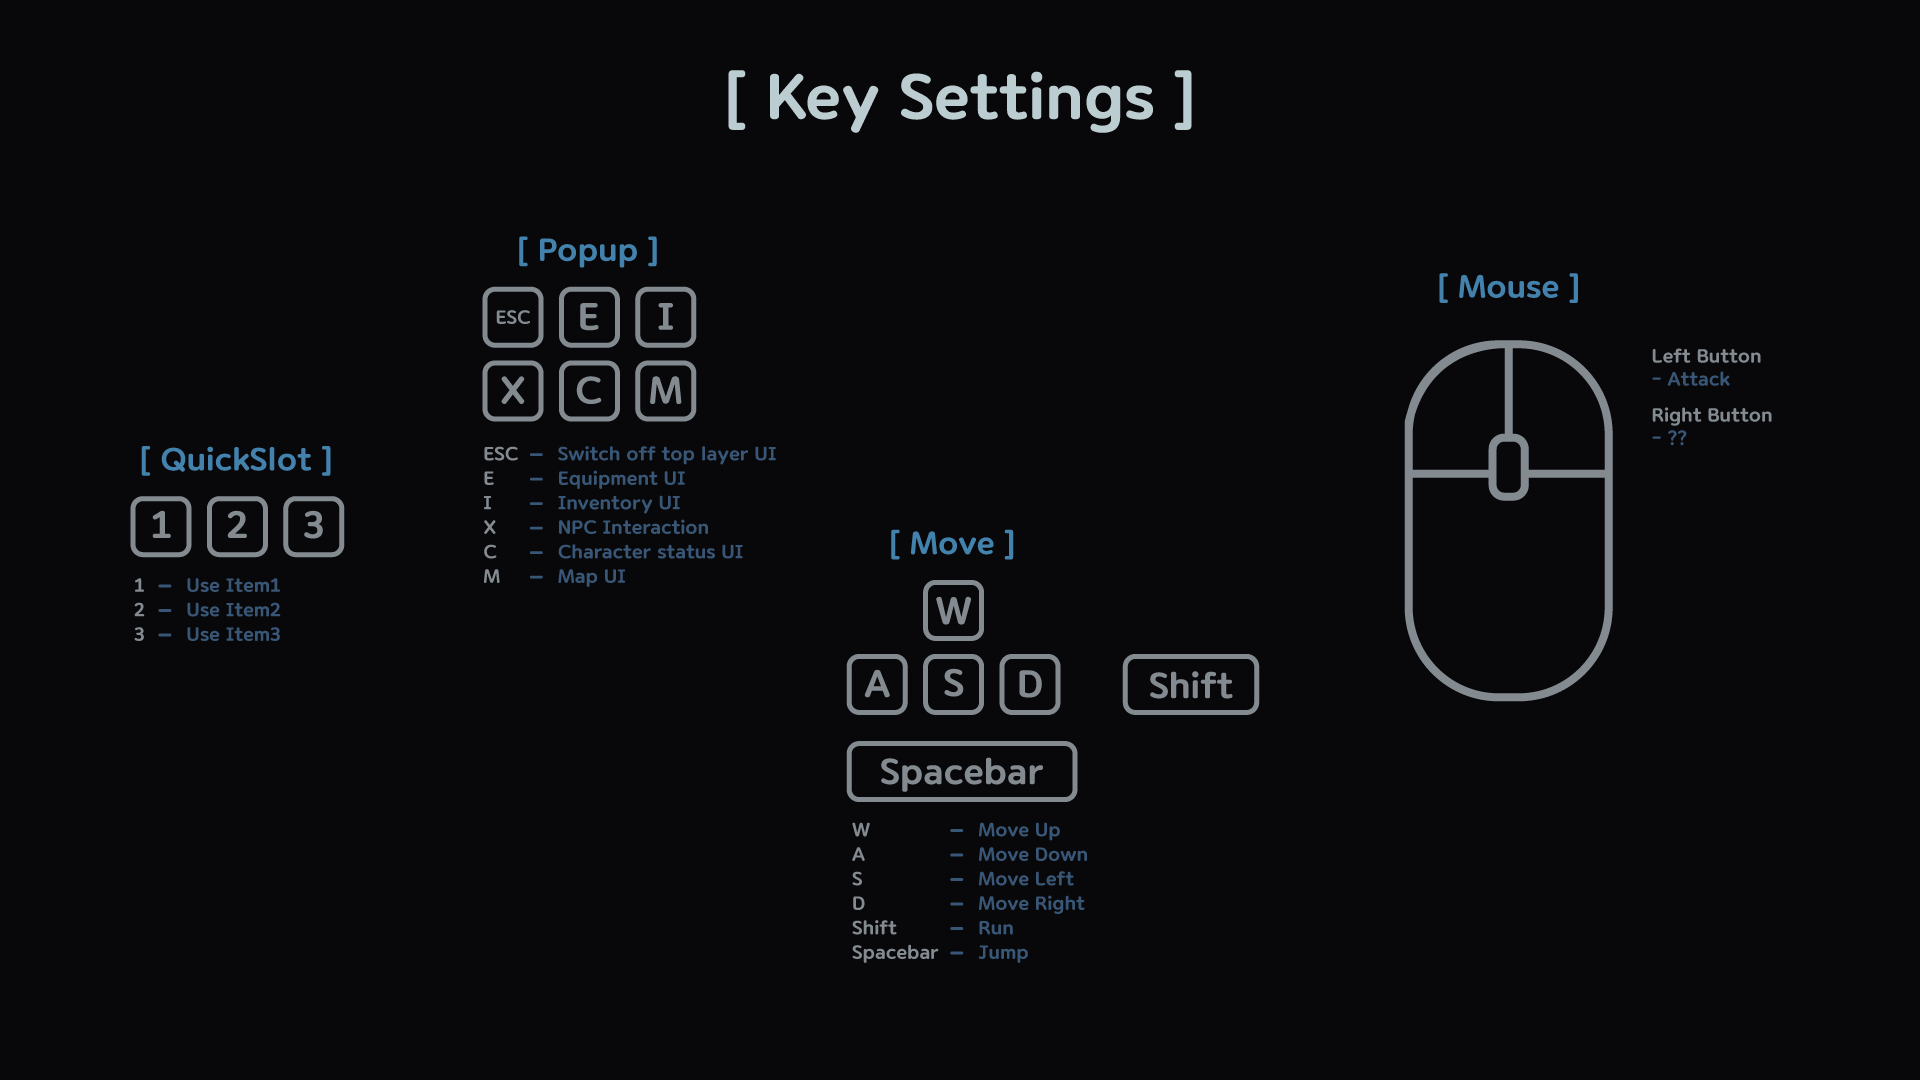 [ Key Settings ]
[ QuickSlot ]
1 2 3
1 – Use Item1
2 – Use Item2
3 – Use Item3
[ Popup ]
ESC E I
X C M
ESC – Switch off top layer UI
E – Equipment UI
I – Inventory UI
X – NPC Interaction
C – Character status UI
M – Map UI
[ Move ]
W
A S D Shift
Spacebar
W – Move Up
A – Move Down
S – Move Left
D – Move Right
Shift – Run
Spacebar – Jump
[ Mouse ]
Left Button
- Attack
Right Button
- ??